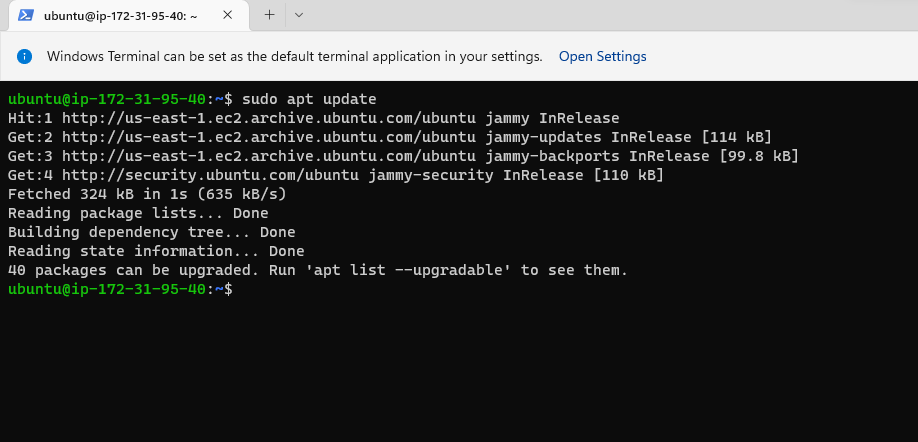 ubuntu@ip-172-31-95-40: ~
Windows Terminal can be set as the default terminal application in your settings. Open Settings
ubuntu@ip-172-31-95-40:~$ sudo apt update
Hit:1 http://us-east-1.ec2.archive.ubuntu.com/ubuntu jammy InRelease
Get:2 http://us-east-1.ec2.archive.ubuntu.com/ubuntu jammy-updates InRelease [114 kB]
Get:3 http://us-east-1.ec2.archive.ubuntu.com/ubuntu jammy-backports InRelease [99.8 kB]
Get:4 http://security.ubuntu.com/ubuntu jammy-security InRelease [110 kB]
Fetched 324 kB in 1s (635 kB/s)
Reading package lists... Done
Building dependency tree... Done
Reading state information... Done
40 packages can be upgraded. Run 'apt list --upgradable' to see them.
ubuntu@ip-172-31-95-40:~$